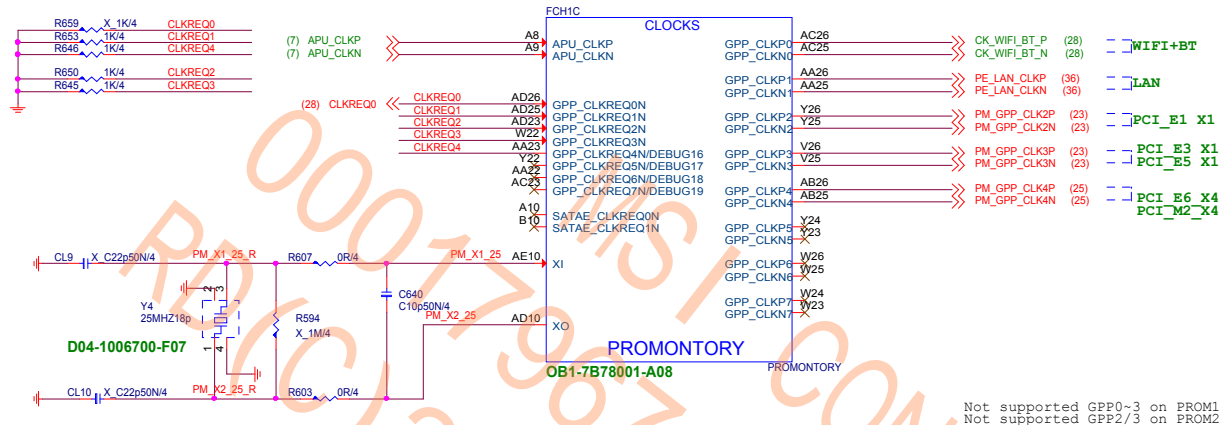 FCH1C
CLOCKS
R659 X_1K/4 CLKREQ0
R653 1K/4 CLKREQ1
R646 1K/4 CLKREQ4
R650 1K/4 CLKREQ2
R645 1K/4 CLKREQ3
(7) APU_CLKP A8 APU_CLKP
(7) APU_CLKN A9 APU_CLKN
(28) CLKREQ0 CLKREQ0 AD26 GPP_CLKREQ0N
CLKREQ1 AD25 GPP_CLKREQ1N
CLKREQ2 AD23 GPP_CLKREQ2N
CLKREQ3 W22 GPP_CLKREQ3N
CLKREQ4 AA23 GPP_CLKREQ4N/DEBUG16
Y22 GPP_CLKREQ5N/DEBUG17
AA22 GPP_CLKREQ6N/DEBUG18
AC23 GPP_CLKREQ7N/DEBUG19
A10 SATAE_CLKREQ0N
B10 SATAE_CLKREQ1N
GPP_CLKP0 AC26 CK_WIFI_BT_P (28)
GPP_CLKN0 AC25 CK_WIFI_BT_N (28)
WIFI+BT
GPP_CLKP1 AA26 PE_LAN_CLKP (36)
GPP_CLKN1 AA25 PE_LAN_CLKN (36)
LAN
GPP_CLKP2 Y26 PM_GPP_CLK2P (23)
GPP_CLKN2 Y25 PM_GPP_CLK2N (23)
PCI_E1 X1
GPP_CLKP3 V26 PM_GPP_CLK3P (23)
GPP_CLKN3 V25 PM_GPP_CLK3N (23)
PCI_E3 X1
PCI_E5 X1
GPP_CLKP4 AB26 PM_GPP_CLK4P (25)
GPP_CLKN4 AB25 PM_GPP_CLK4N (25)
PCI_E6 X4
PCI_M2_X4
GPP_CLKP5 Y24
GPP_CLKN5 Y23
GPP_CLKP6 W26
GPP_CLKN6 W25
GPP_CLKP7 W24
GPP_CLKN7 W23
CL9 X_C22p50N/4 PM_X1_25_R R607 0R/4 PM_X1_25 AE10 XI
2 3
Y4
25MHZ18p
1 4
R594
X_1M/4
C640
C10p50N/4
PM_X2_25 AD10 XO
D04-1006700-F07
CL10 X_C22p50N/4 PM_X2_25_R R603 0R/4
PROMONTORY
OB1-7B78001-A08
PROMONTORY
Not supported GPP0~3 on PROM1
Not supported GPP2/3 on PROM2